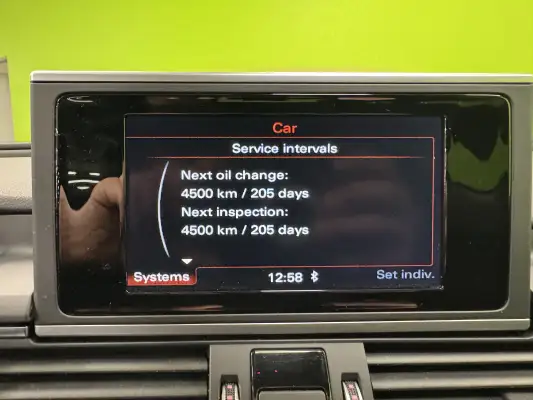 Car
Service intervals
Next oil change:
4500 km / 205 days
Next inspection:
4500 km / 205 days
Systems 12:58 Set indiv.